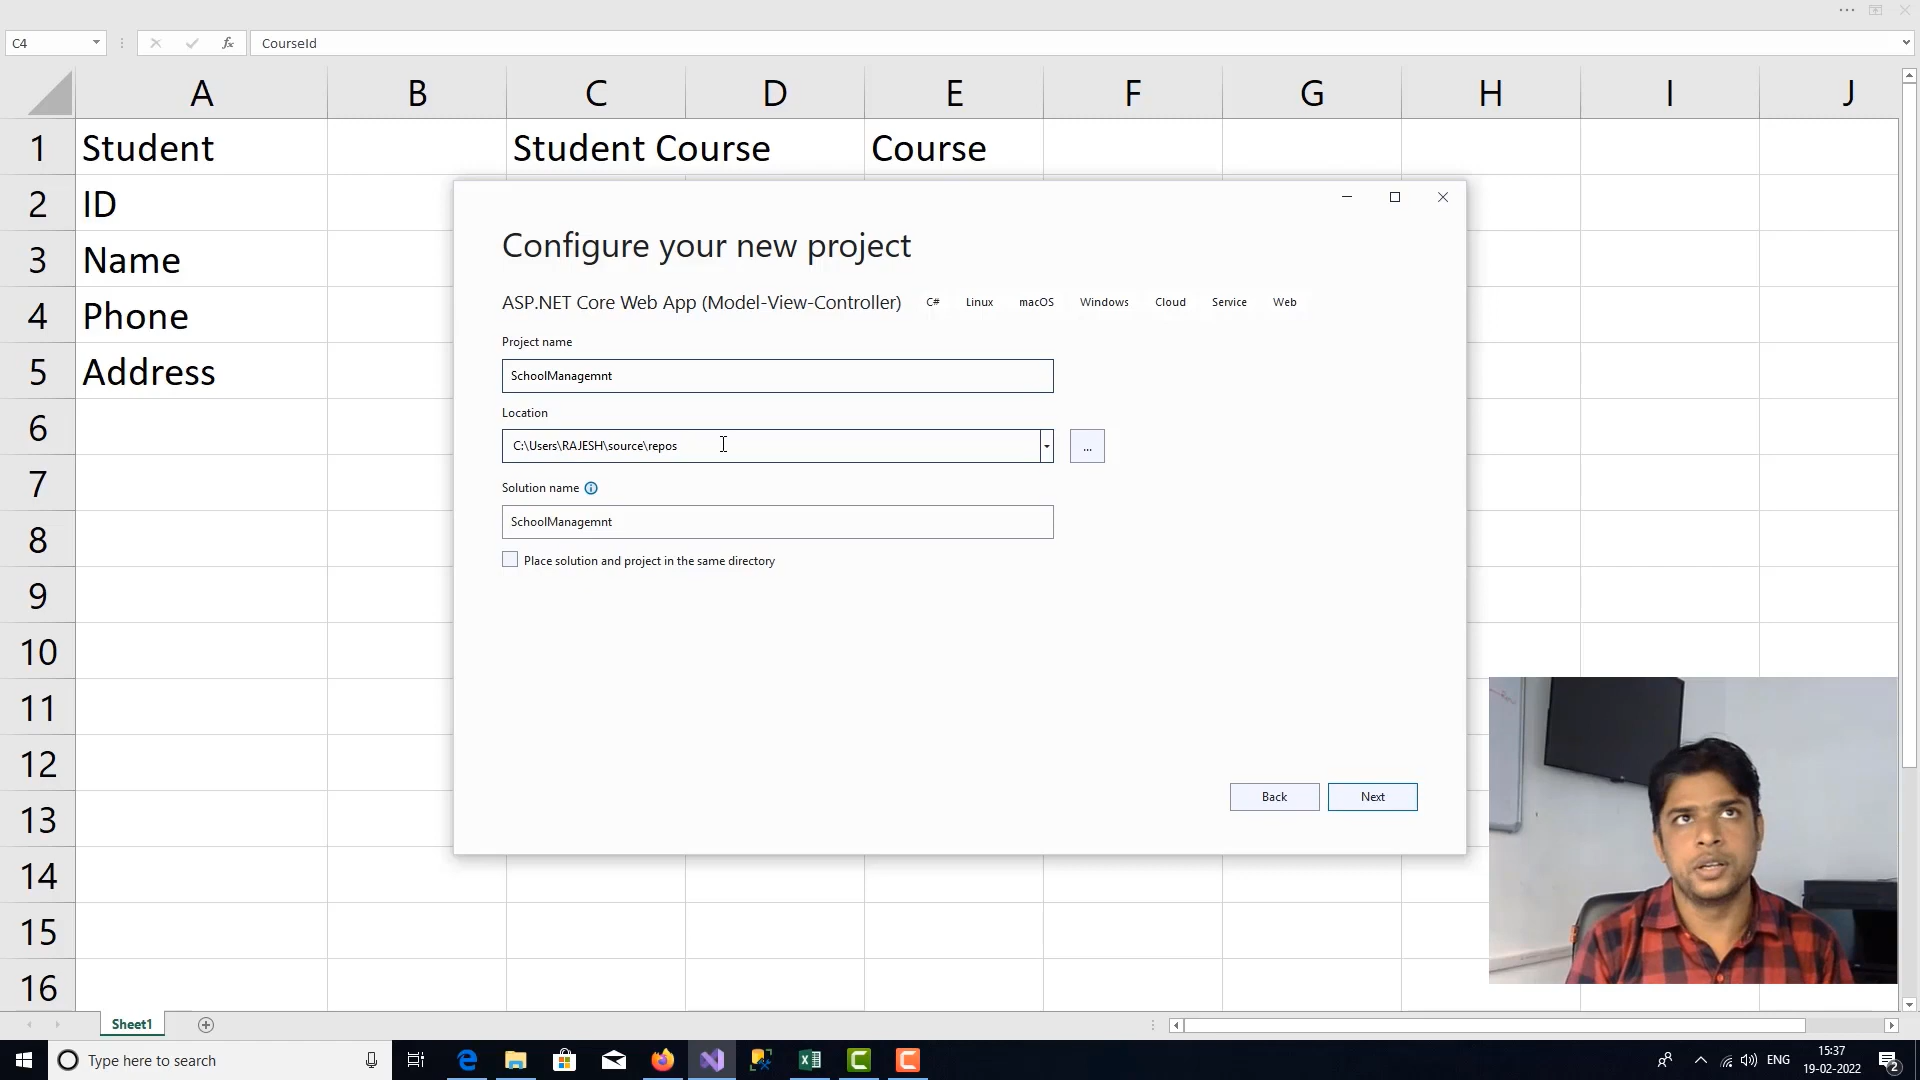 C4
fx
CourseId
A B C D E F G H I J
1 Student Student Course Course
2 ID
3 Name
4 Phone
5 Address
6
7
8
9
10
11
12
13
14
15
16
Configure your new project
ASP.NET Core Web App (Model-View-Controller) C# Linux macOS Windows Cloud Service Web
Project name
SchoolManagemnt
Location
C:\Users\RAJESH\source\repos
...
Solution name
SchoolManagemnt
Place solution and project in the same directory
Back Next
Sheet1
Type here to search
ENG
15:37
19-02-2022
2